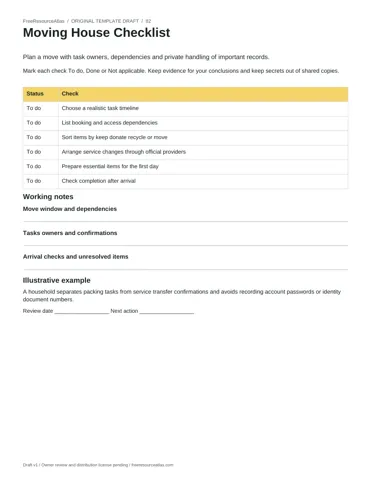 FreeResourceAtlas / ORIGINAL TEMPLATE DRAFT / 62
Moving House Checklist
Plan a move with task owners, dependencies and private handling of important records.
Mark each check To do, Done or Not applicable. Keep evidence for your conclusions and keep secrets out of shared copies.
Status Check
To do Choose a realistic task timeline
To do List booking and access dependencies
To do Sort items by keep donate recycle or move
To do Arrange service changes through official providers
To do Prepare essential items for the first day
To do Check completion after arrival
Working notes
Move window and dependencies
Tasks owners and confirmations
Arrival checks and unresolved items
Illustrative example
A household separates packing tasks from service transfer confirmations and avoids recording account passwords or identity
document numbers.
Review date ____________________ Next action ____________________
Draft v1 / Owner review and distribution licence pending / freeresourceatlas.com